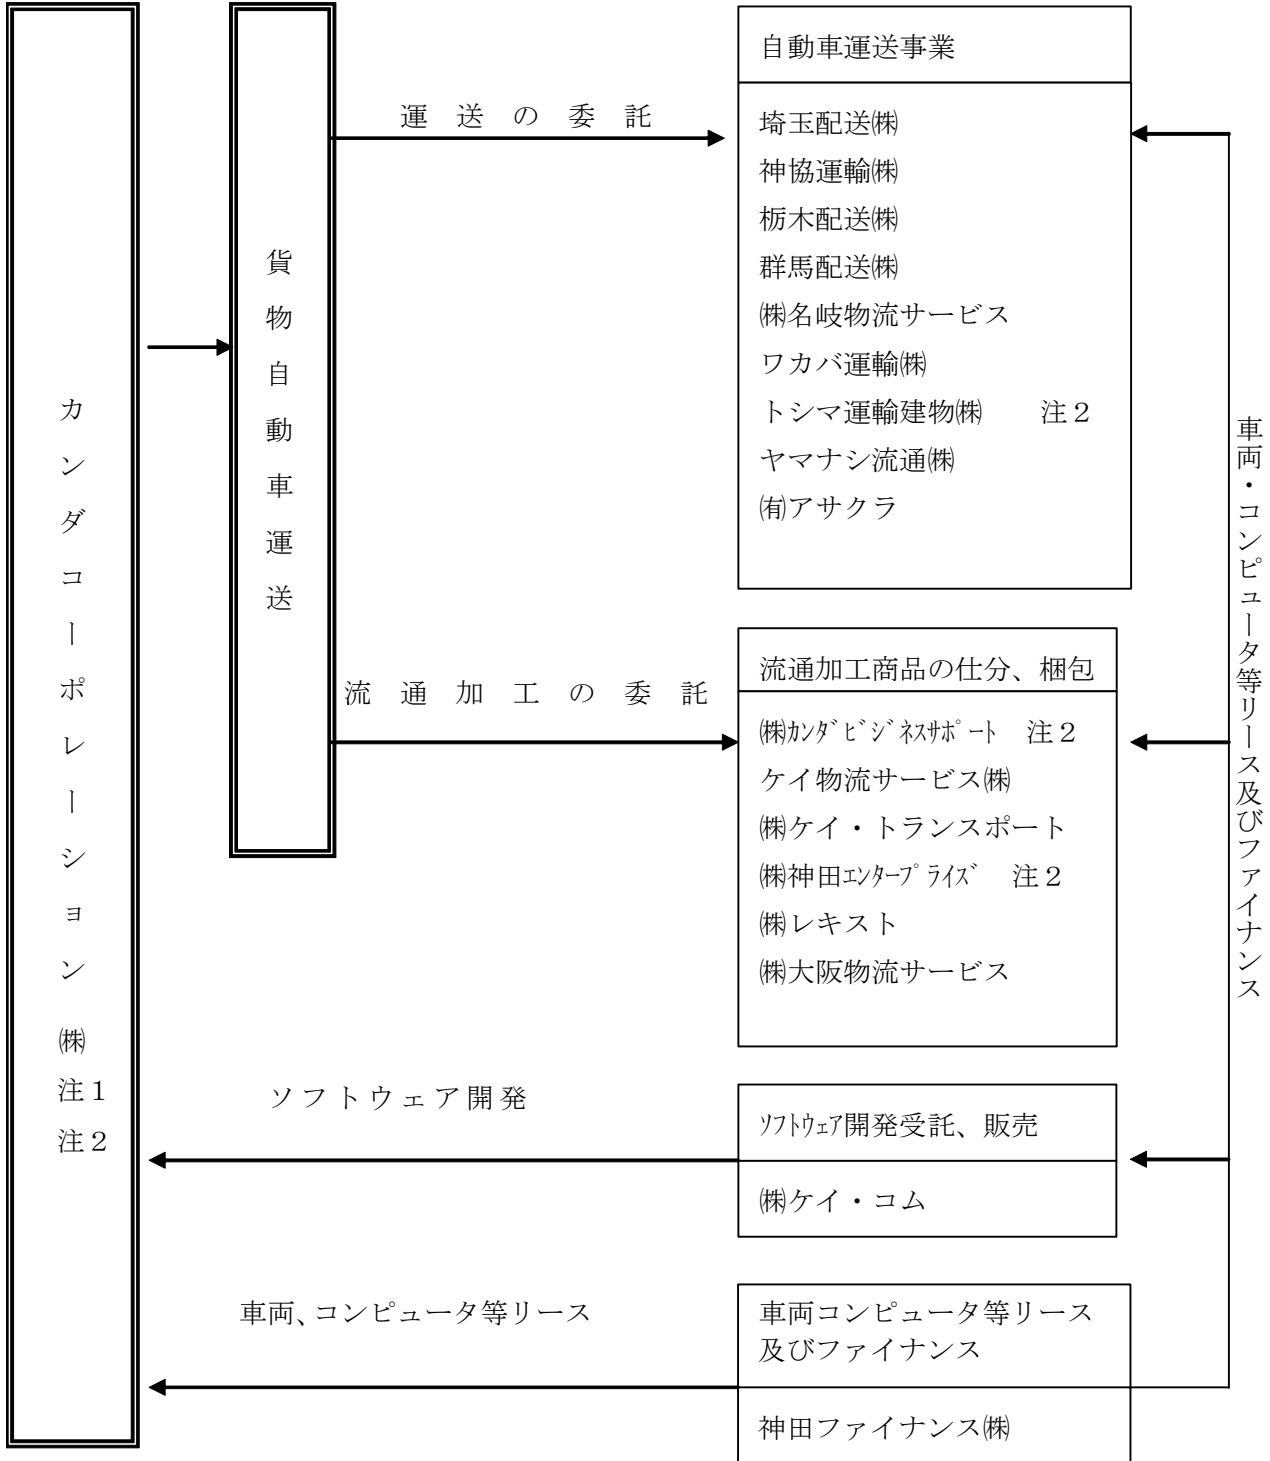 カンダコーポレーション㈱
注１
注２
貨物自動車運送
運送の委託
自動車運送事業
埼玉配送㈱
神協運輸㈱
栃木配送㈱
群馬配送㈱
㈱名岐物流サービス
ワカバ運輸㈱
トシマ運輸建物㈱　注２
ヤマナシ流通㈱
㈲アサクラ
流通加工の委託
流通加工商品の仕分、梱包
㈱ｶﾝﾀﾞﾋﾞｼﾞﾈｽｻﾎﾟｰﾄ　注２
ケイ物流サービス㈱
㈱ケイ・トランスポート
㈱神田ｴﾝﾀｰﾌﾟﾗｲｽﾞ　注２
㈱レキスト
㈱大阪物流サービス
ソフトウェア開発
ｿﾌﾄｳｪｱ開発受託、販売
㈱ケイ・コム
車両、コンピュータ等リース
車両コンピュータ等リース
及びファイナンス
神田ファイナンス㈱
車両・コンピュータ等リース及びファイナンス